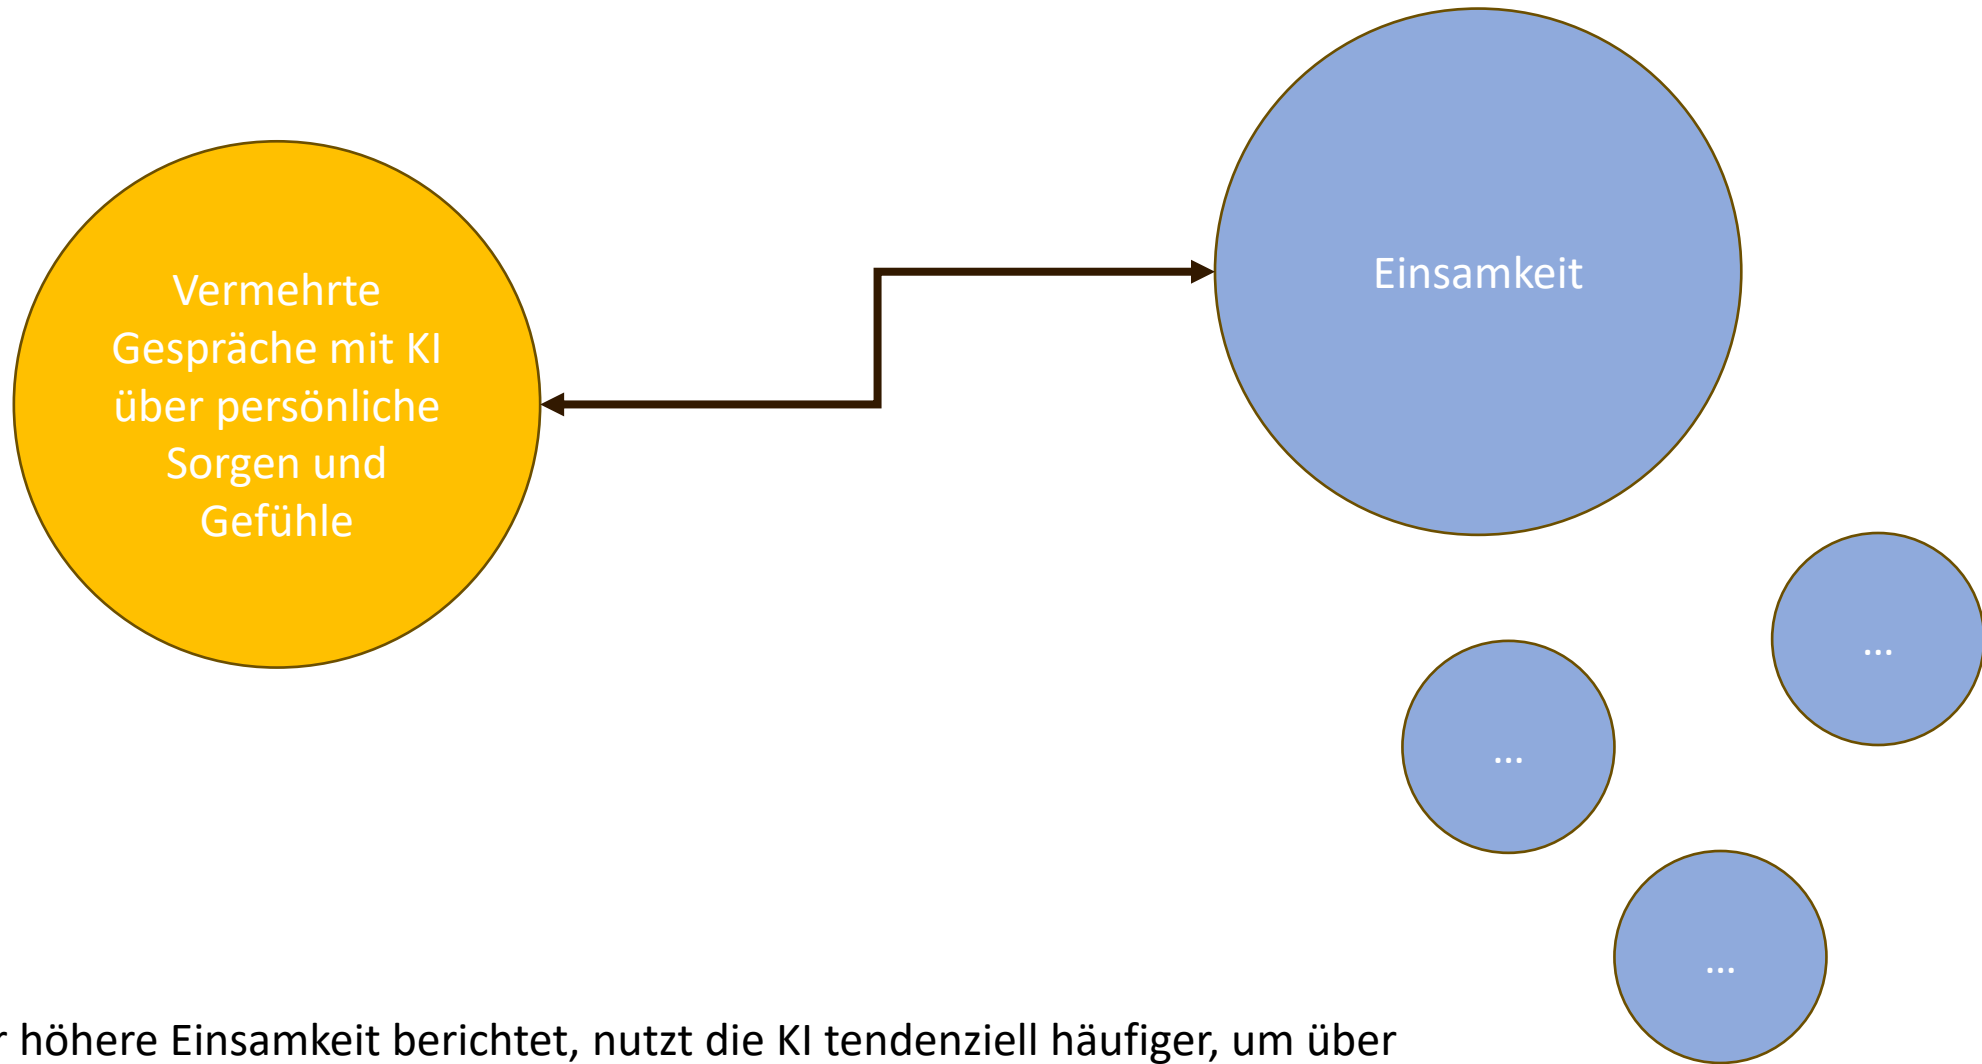 Vermehrte
Gespräche mit KI
über persönliche
Sorgen und
Gefühle
Einsamkeit
...
...
...
höhere Einsamkeit berichtet, nutzt die KI tendenziell häufiger, um über